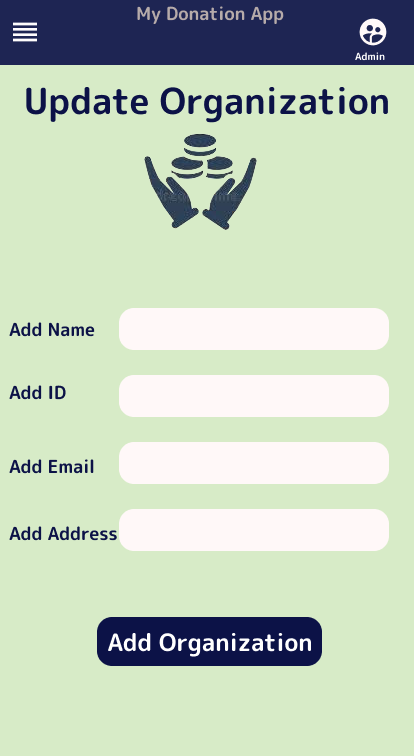 My Donation App
Admin
Update Organization
Add Name
Add ID
Add Email
Add Address
Add Organization